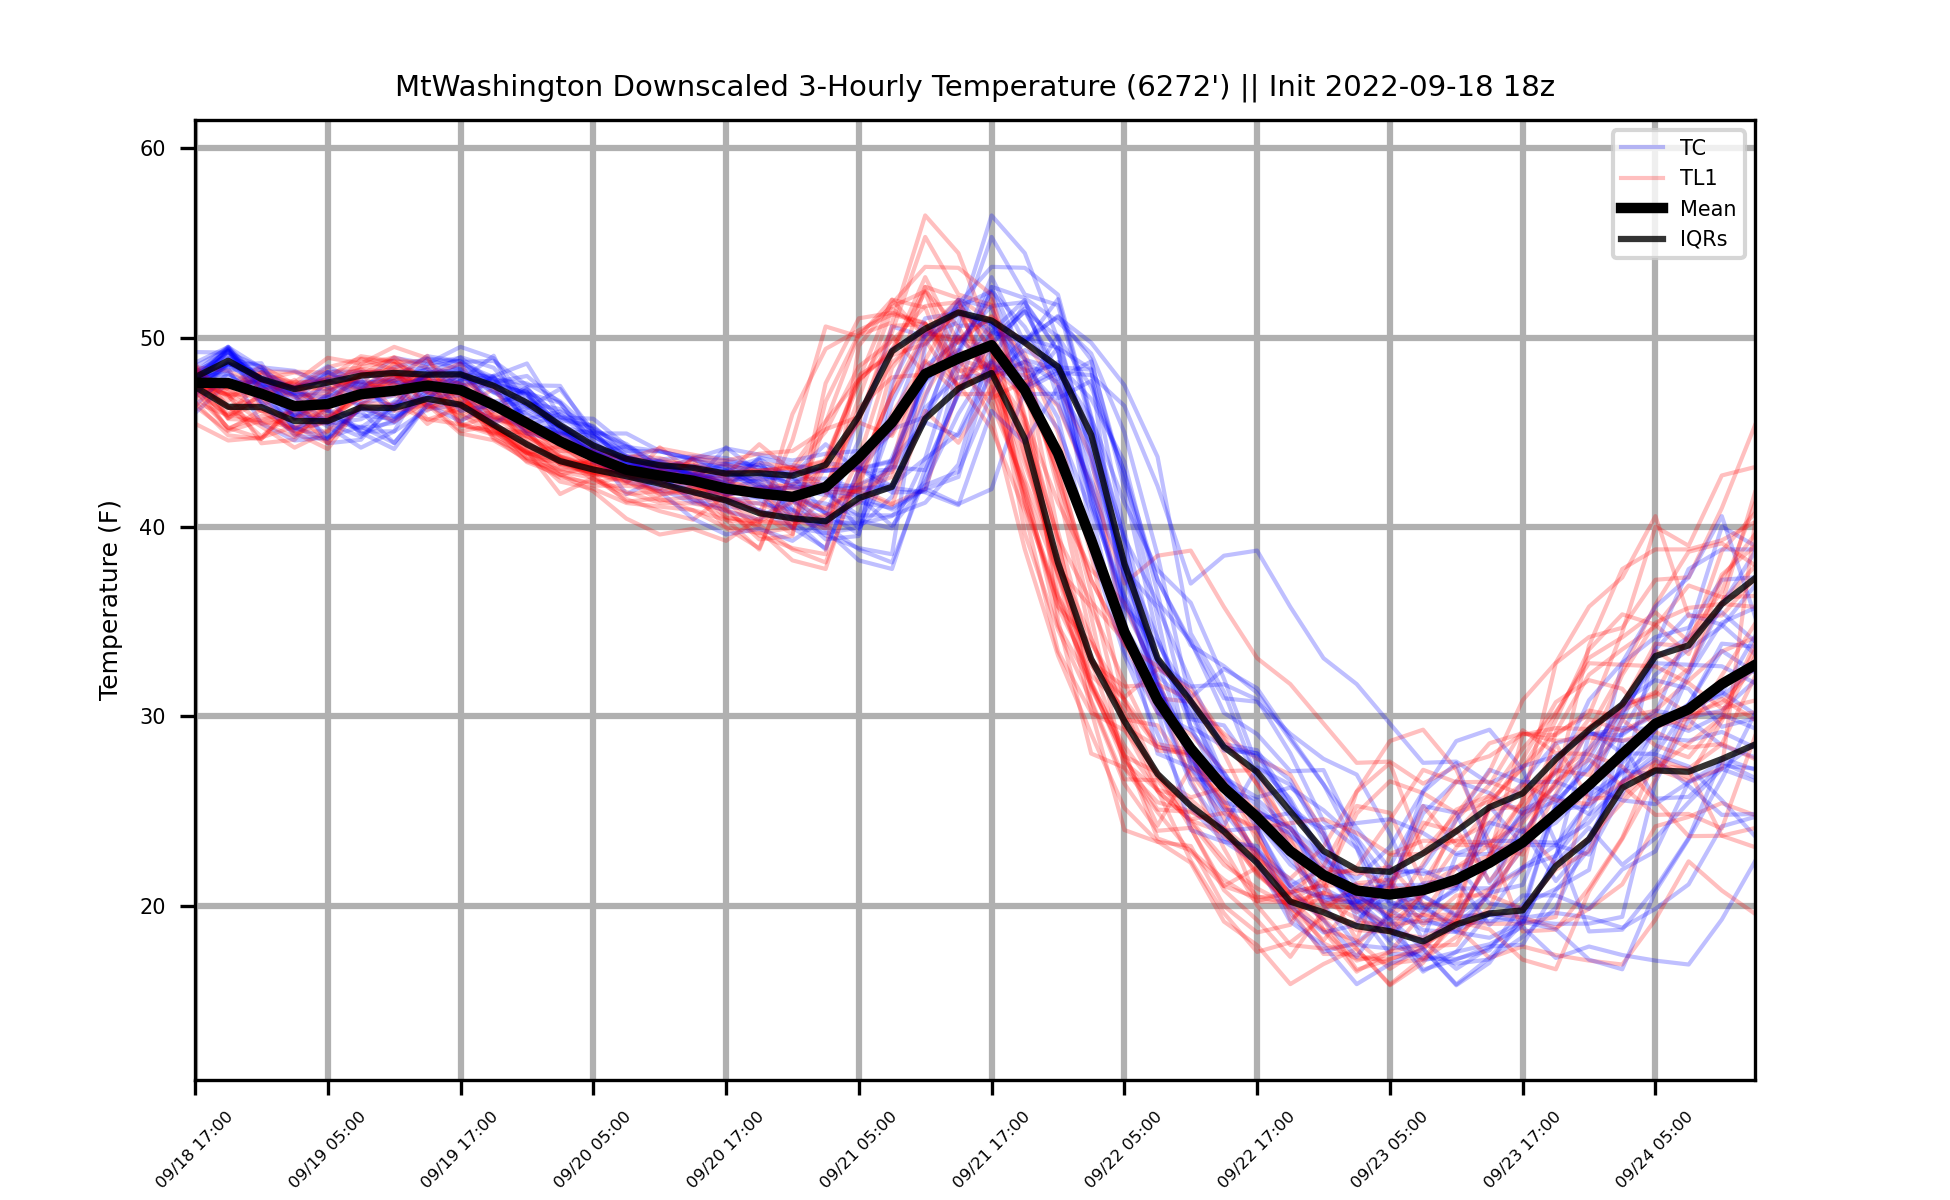 MtWashington Downscaled 3-Hourly Temperature (6272') || Init 2022-09-18 18z
TC
TL1
Mean
IQRs
Temperature (F)
60
50
40
30
20
09/18 17:00
09/19 05:00
09/19 17:00
09/20 05:00
09/20 17:00
09/21 05:00
09/21 17:00
09/22 05:00
09/22 17:00
09/23 05:00
09/23 17:00
09/24 05:00